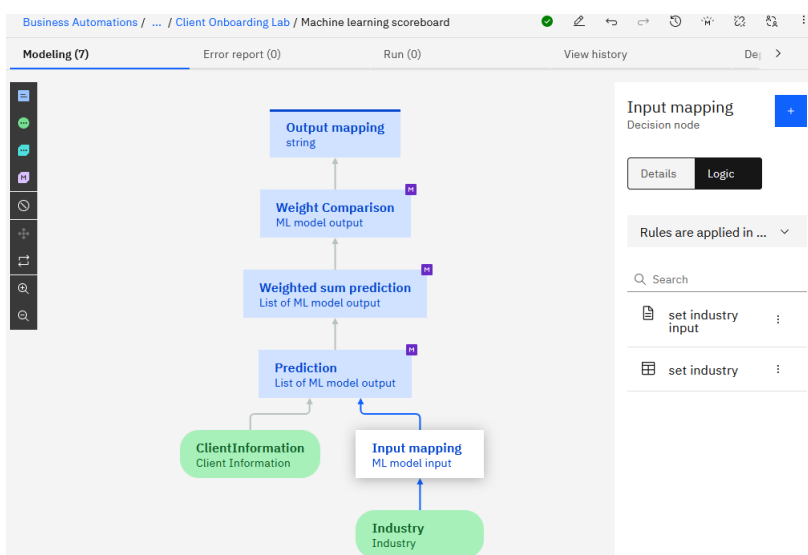 Business Automations / ... / Client Onboarding Lab / Machine learning scoreboard
Modeling (7) Error report (0) Run (0) View history
Output mapping
string
M
Weight Comparison
ML model output
M
Weighted sum prediction
List of ML model output
M
Prediction
List of ML model output
ClientInformation
Client Information
Input mapping
ML model input
Industry
Industry
M
Input mapping
Decision node
+
Details Logic
Rules are applied in ...
Search
set industry
input
set industry